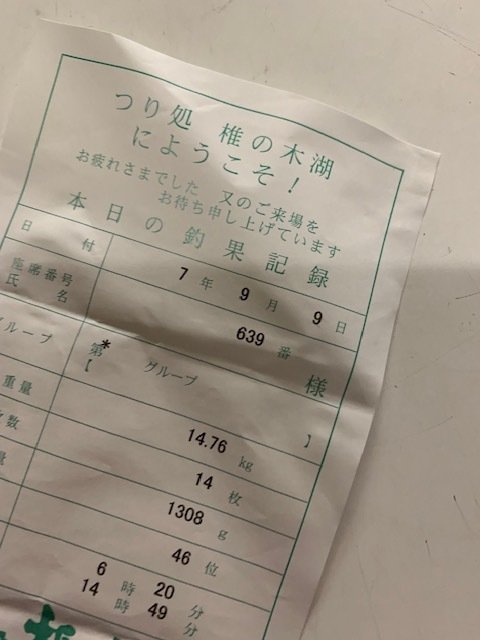 つり処 椎の木湖
にようこそ!
お疲れさまでした 又のご来場を
お待ち申し上げています
本日の釣果記録
日付 7年 9月 9日
座席番号 639番
氏名 様
グループ 第*グループ
【 】
重量 14.76 kg
数 14 枚
量 1308 g
46 位
6 時 20 分
14 時 49 分